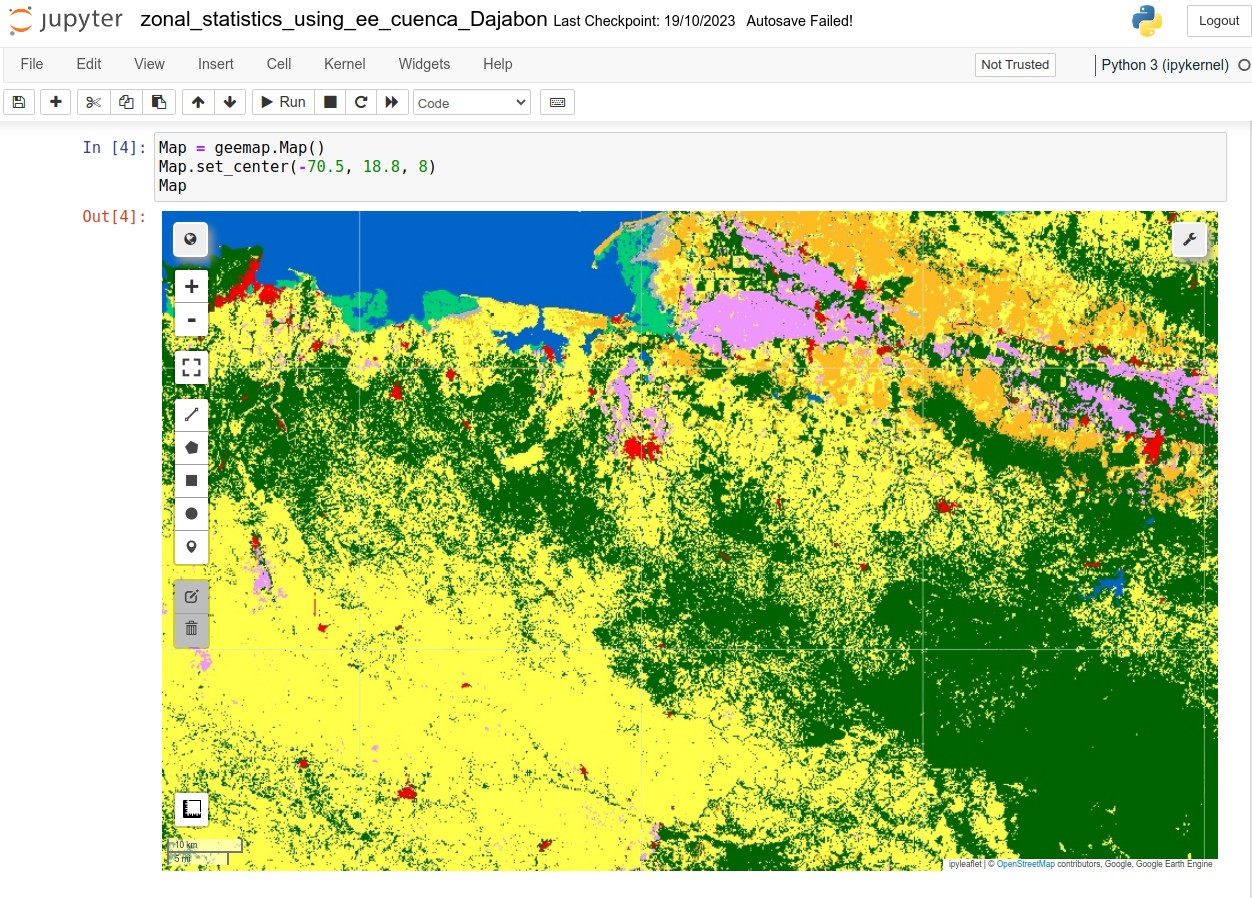 jupyter zonal_statistics_using_ee_cuenca_Dajabon Last Checkpoint: 19/10/2023 Autosave Failed! Logout
File Edit View Insert Cell Kernel Widgets Help Not Trusted Python 3 (ipykernel)
Run Code
In [4]: Map = geemap.Map()
Map.set_center(-70.5, 18.8, 8)
Map
Out[4]:
+
-
10 km
5 mi
ipyleaflet | © OpenStreetMap contributors, Google, Google Earth Engine